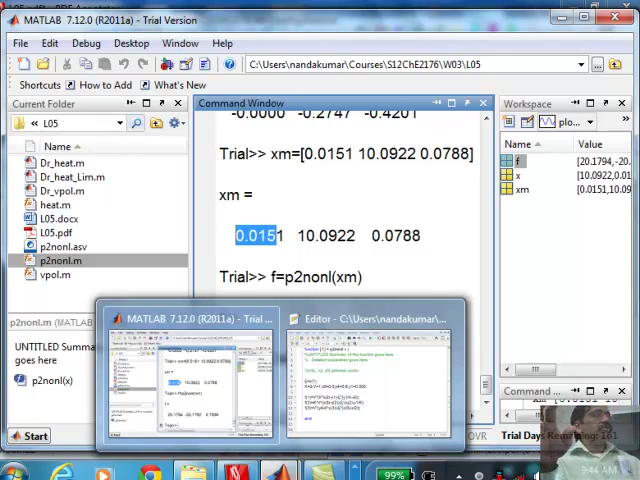 MATLAB 7.12.0 (R2011a) - Trial Version
File Edit Debug Desktop Window Help
C:\Users\nandakumar\Courses\S12ChE2176\W03\L05
Shortcuts How to Add What's New
Current Folder
« L05
Name
Dr_heat.m
Dr_heat_Lim.m
Dr_vpol.m
heat.m
L05.docx
L05.pdf
p2nonl.asv
p2nonl.m
vpol.m
p2nonl.m (MATLAB
UNTITLED Summa
goes here
p2nonl(x)
Command Window
-0.0000 -0.2747 -0.4201
Trial>> xm=[0.0151 10.0922 0.0788]
xm =
0.0151 10.0922 0.0788
Trial>> f=p2nonl(xm)
Workspace
plo...
Name Value
f [20.1794,-20.
x [10.0922,0.01
xm [0.0151,10.09
Command ...
MATLAB 7.12.0 (R2011a) - Trial ...
Editor - C:\Users\nandakumar\...
Start
OVR
Trial Days Remaining: 161
99%
9:44 AM